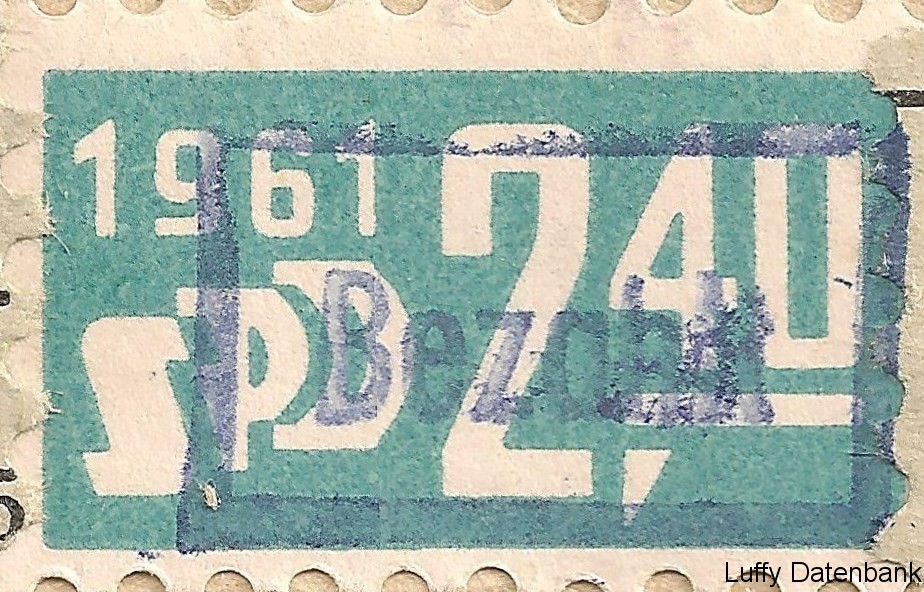 1961
2,40
SPD
Bezahlt
Luffy Datenbank